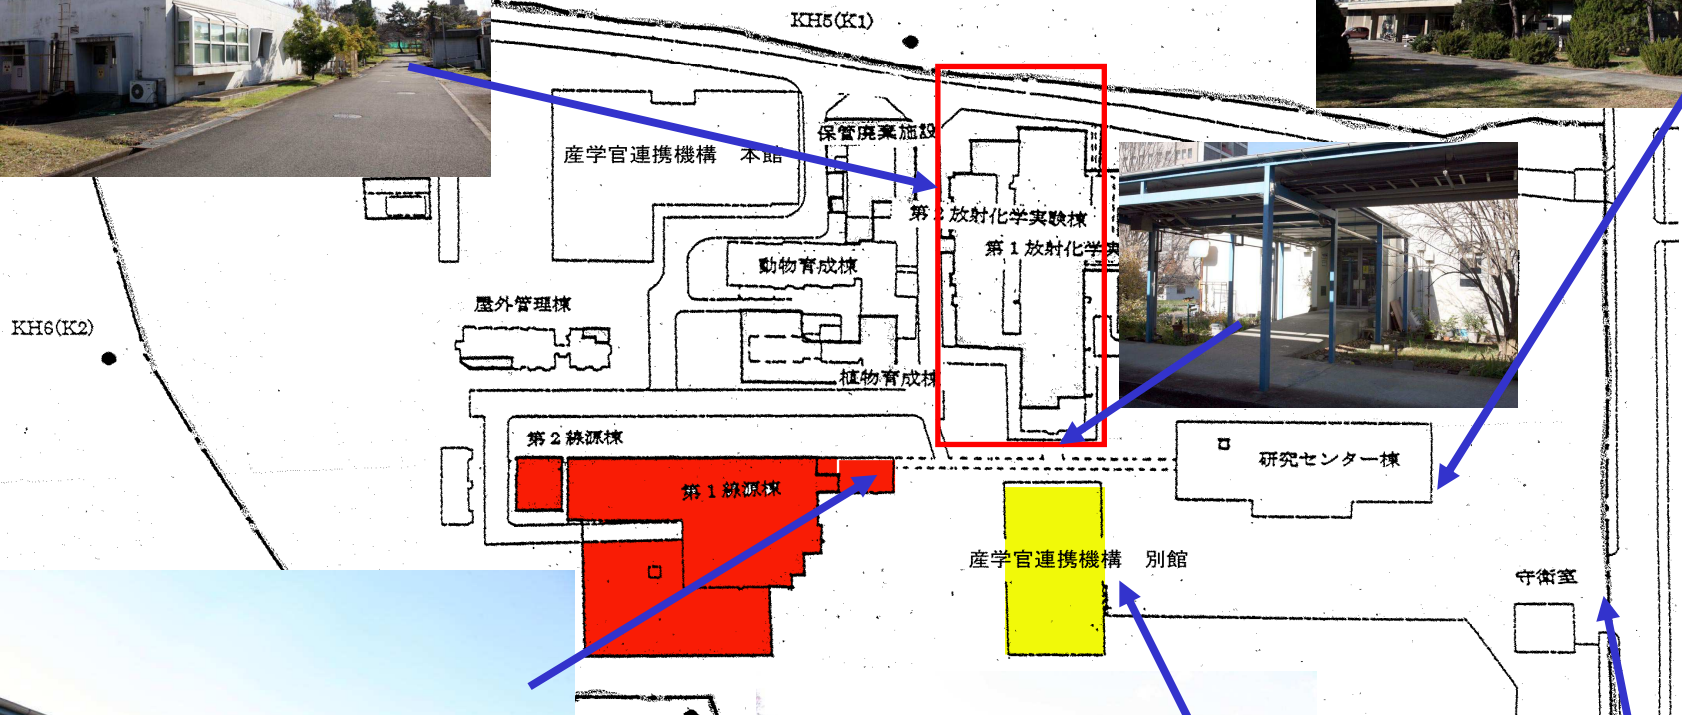 KH5(K1)
保管廃棄施設
産学官連携機構　本館
第2放射化学実験棟
第1放射化学実
動物育成棟
屋外管理棟
KH6(K2)
植物育成棟
第2線源棟
第1線源棟
研究センター棟
産学官連携機構　別館
守衛室